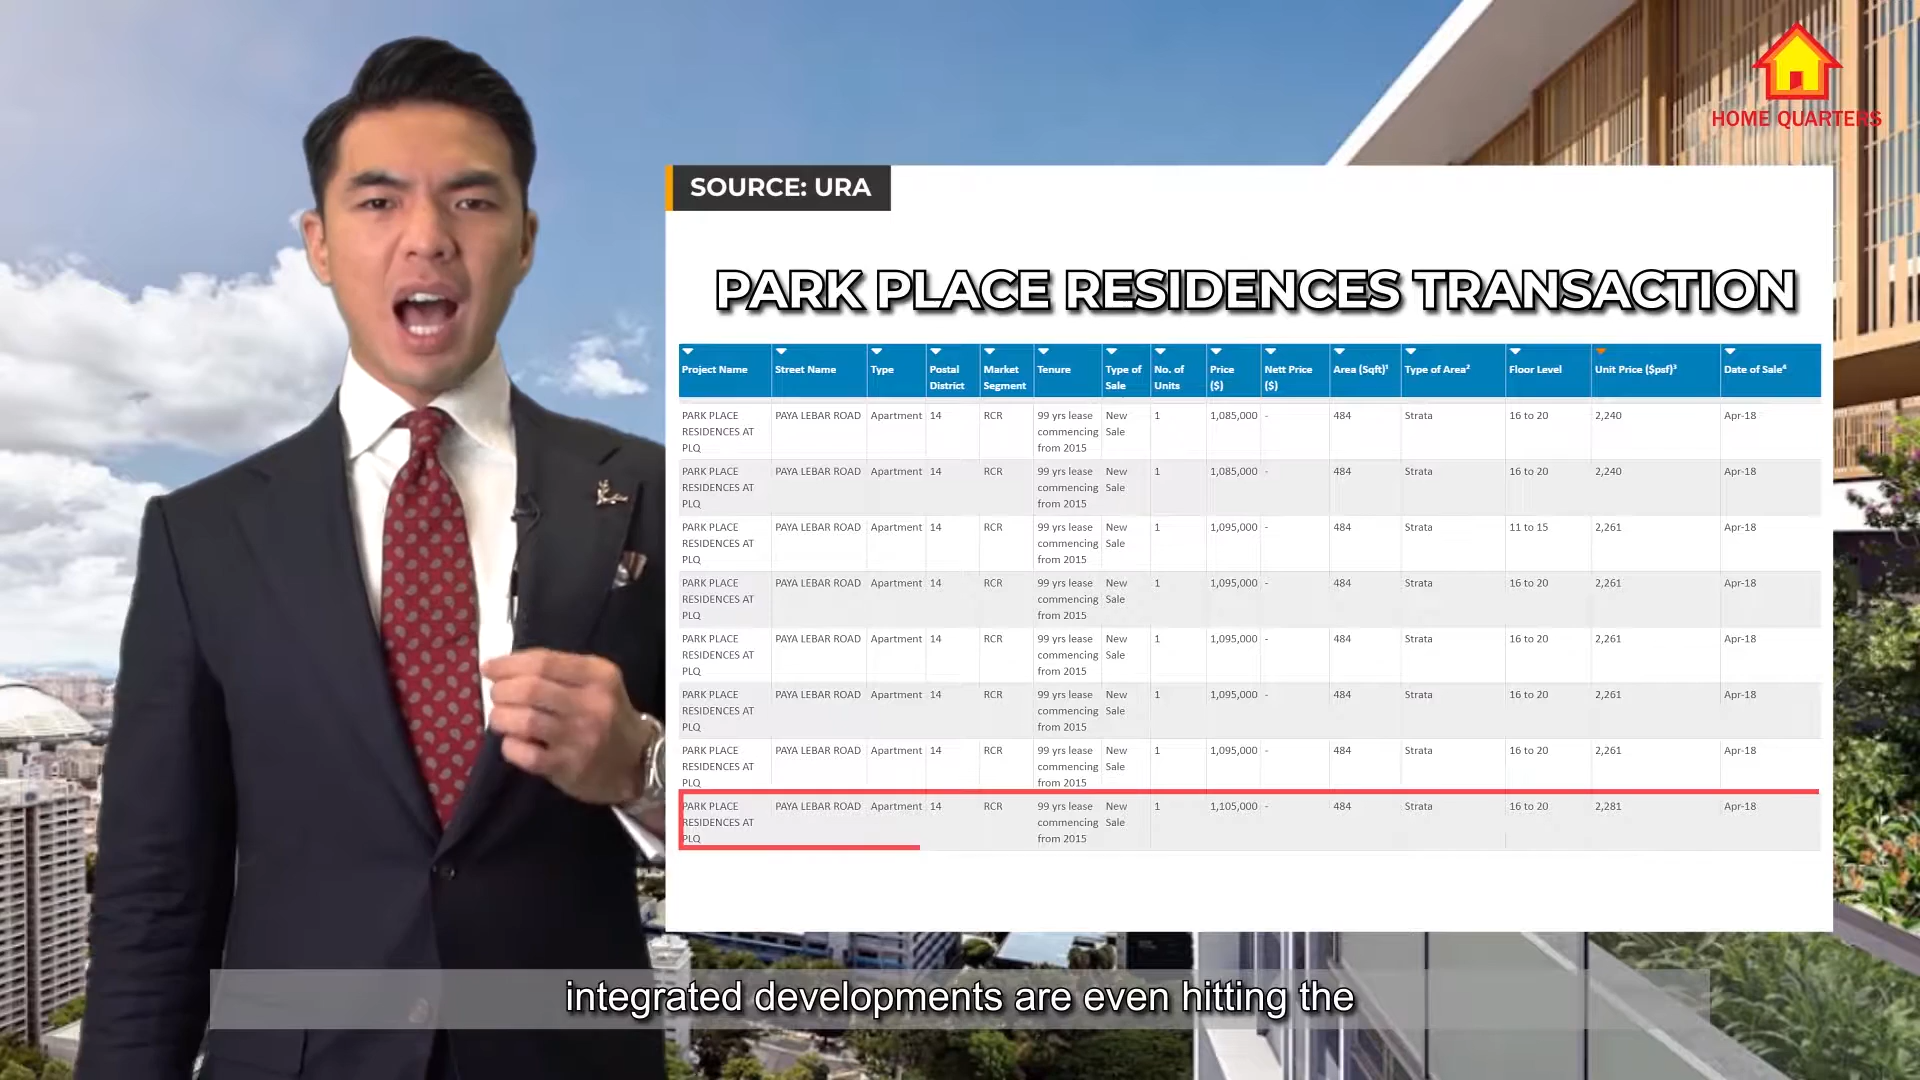 HOME QUARTERS
SOURCE: URA
PARK PLACE RESIDENCES TRANSACTION
Project Name Street Name Type Postal District Market Segment Tenure Type of Sale No. of Units Price ($) Nett Price ($) Area (Sqft)¹ Type of Area² Floor Level Unit Price ($psf)³ Date of Sale⁴
PARK PLACE RESIDENCES AT PLQ PAYA LEBAR ROAD Apartment 14 RCR 99 yrs lease commencing from 2015 New Sale 1 1,085,000 - 484 Strata 16 to 20 2,240 Apr-18
PARK PLACE RESIDENCES AT PLQ PAYA LEBAR ROAD Apartment 14 RCR 99 yrs lease commencing from 2015 New Sale 1 1,085,000 - 484 Strata 16 to 20 2,240 Apr-18
PARK PLACE RESIDENCES AT PLQ PAYA LEBAR ROAD Apartment 14 RCR 99 yrs lease commencing from 2015 New Sale 1 1,095,000 - 484 Strata 11 to 15 2,261 Apr-18
PARK PLACE RESIDENCES AT PLQ PAYA LEBAR ROAD Apartment 14 RCR 99 yrs lease commencing from 2015 New Sale 1 1,095,000 - 484 Strata 16 to 20 2,261 Apr-18
PARK PLACE RESIDENCES AT PLQ PAYA LEBAR ROAD Apartment 14 RCR 99 yrs lease commencing from 2015 New Sale 1 1,095,000 - 484 Strata 16 to 20 2,261 Apr-18
PARK PLACE RESIDENCES AT PLQ PAYA LEBAR ROAD Apartment 14 RCR 99 yrs lease commencing from 2015 New Sale 1 1,095,000 - 484 Strata 16 to 20 2,261 Apr-18
PARK PLACE RESIDENCES AT PLQ PAYA LEBAR ROAD Apartment 14 RCR 99 yrs lease commencing from 2015 New Sale 1 1,095,000 - 484 Strata 16 to 20 2,261 Apr-18
PARK PLACE RESIDENCES AT PLQ PAYA LEBAR ROAD Apartment 14 RCR 99 yrs lease commencing from 2015 New Sale 1 1,105,000 - 484 Strata 16 to 20 2,281 Apr-18
integrated developments are even hitting the